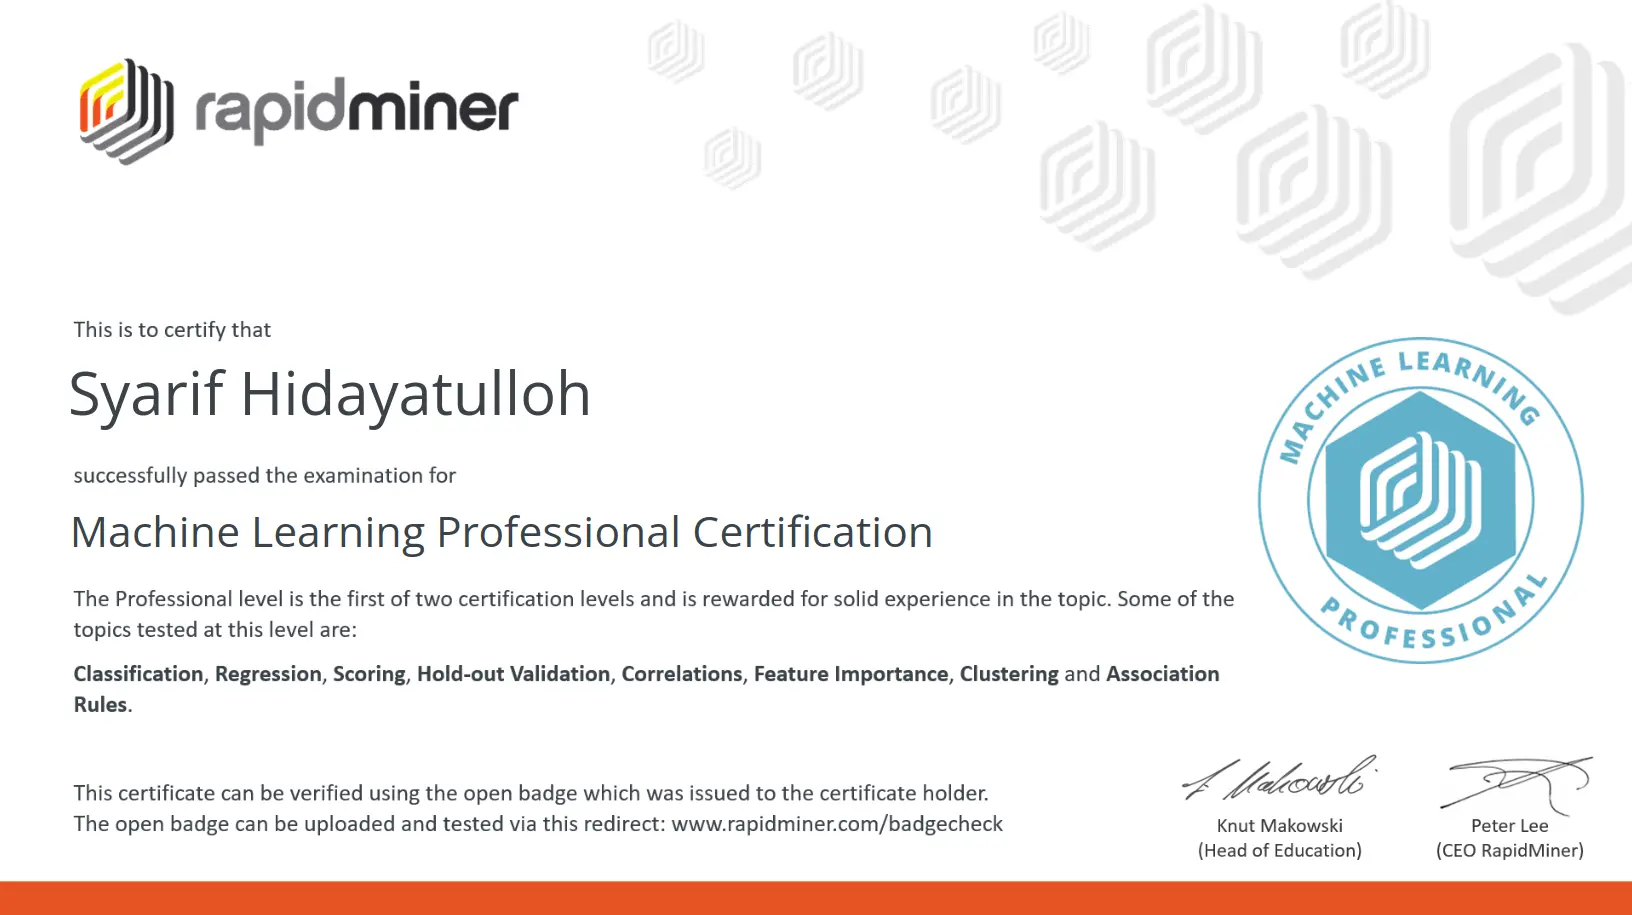 rapidminer
This is to certify that
Syarif Hidayatulloh
successfully passed the examination for
Machine Learning Professional Certification
The Professional level is the first of two certification levels and is rewarded for solid experience in the topic. Some of the
topics tested at this level are:
Classification, Regression, Scoring, Hold-out Validation, Correlations, Feature Importance, Clustering and Association
Rules.
MACHINE LEARNING
PROFESSIONAL
This certificate can be verified using the open badge which was issued to the certificate holder.
The open badge can be uploaded and tested via this redirect: www.rapidminer.com/badgecheck
Knut Makowski
(Head of Education)
Peter Lee
(CEO RapidMiner)